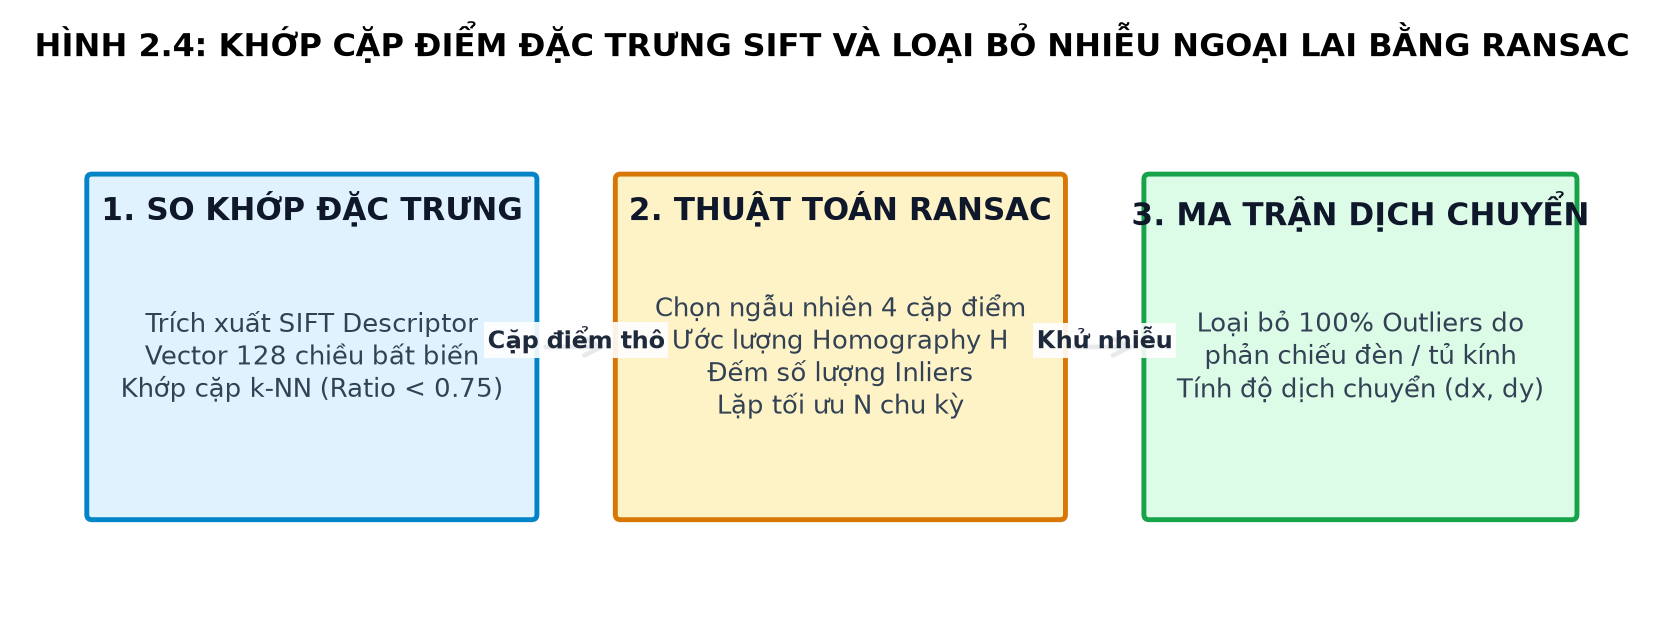 HÌNH 2.4: KHỚP CẶP ĐIỂM ĐẶC TRƯNG SIFT VÀ LOẠI BỎ NHIỄU NGOẠI LAI BẰNG RANSAC
1. SO KHỚP ĐẶC TRƯNG
Trích xuất SIFT Descriptor
Vector 128 chiều bất biến
Khớp cặp k-NN (Ratio < 0.75)
Cặp điểm thô
2. THUẬT TOÁN RANSAC
Chọn ngẫu nhiên 4 cặp điểm
Ước lượng Homography H
Đếm số lượng Inliers
Lặp tối ưu N chu kỳ
Khử nhiễu
3. MA TRẬN DỊCH CHUYỂN
Loại bỏ 100% Outliers do
phản chiếu đèn / tủ kính
Tính độ dịch chuyển (dx, dy)